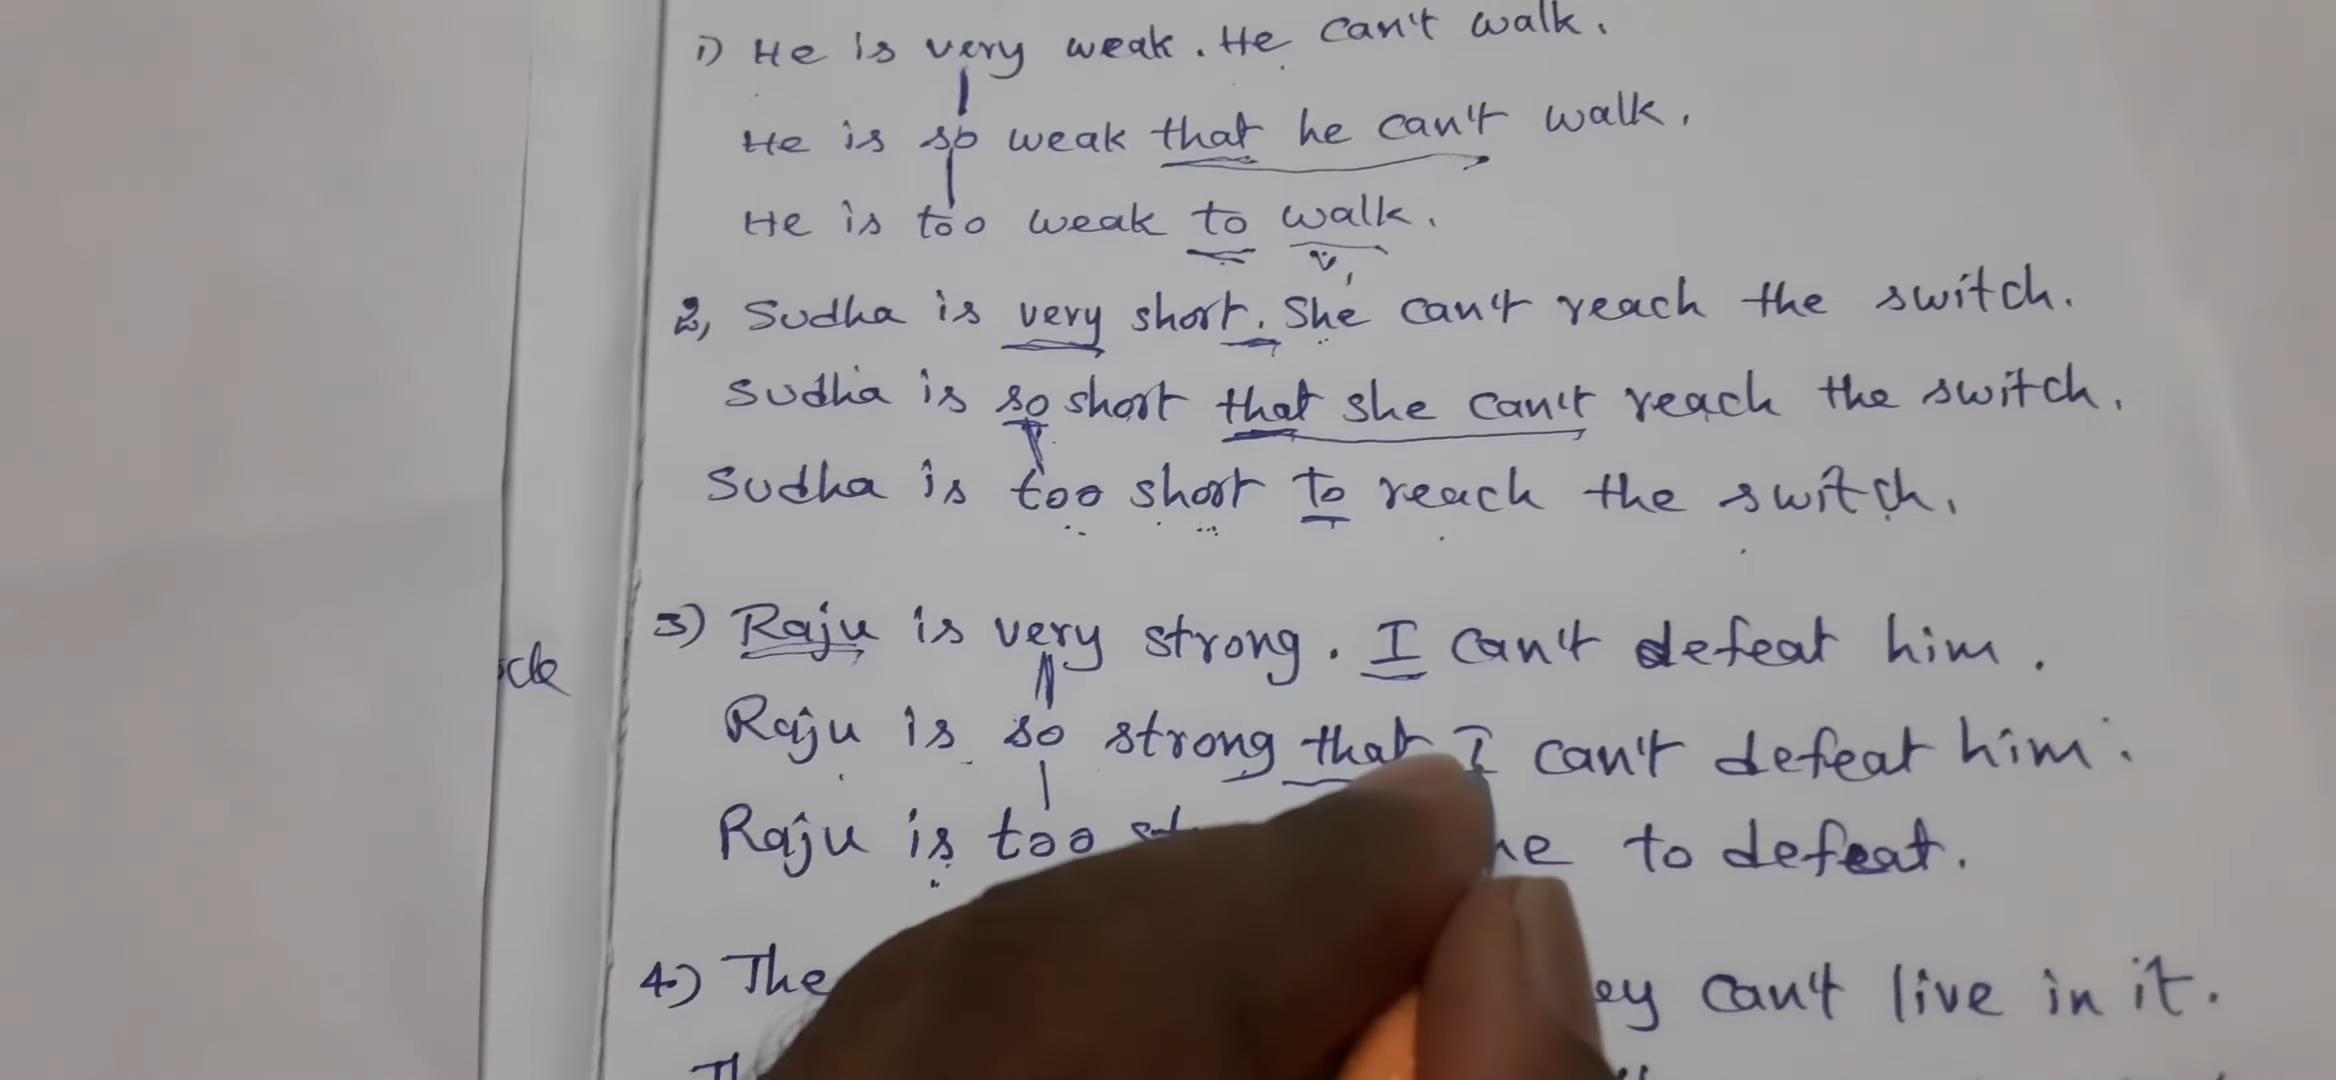 1) He is very weak. He can't walk.
He is so weak that he can't walk.
He is too weak to walk.
2, Sudha is very short. She can't reach the switch.
Sudha is so short that she can't reach the switch.
Sudha is too short to reach the switch.
3) Raju is very strong. I can't defeat him.
Raju is so strong that I can't defeat him.
Raju is too to defeat.
4) The can't live in it.